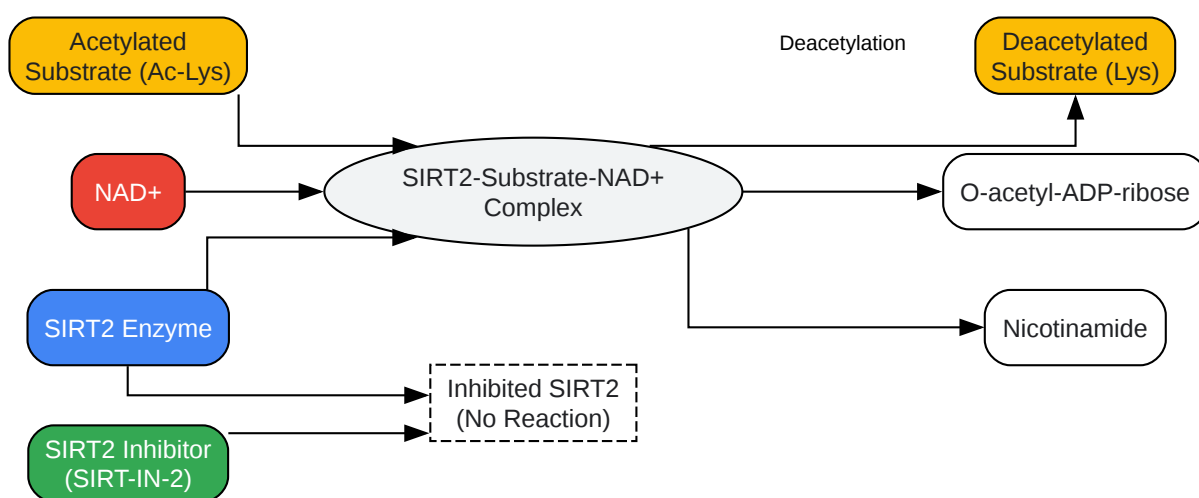 Acetylated
Substrate (Ac-Lys)
Deacetylation
Deacetylated
Substrate (Lys)
NAD+
SIRT2-Substrate-NAD+
Complex
O-acetyl-ADP-ribose
SIRT2 Enzyme
Nicotinamide
Inhibited SIRT2
(No Reaction)
SIRT2 Inhibitor
(SIRT-IN-2)